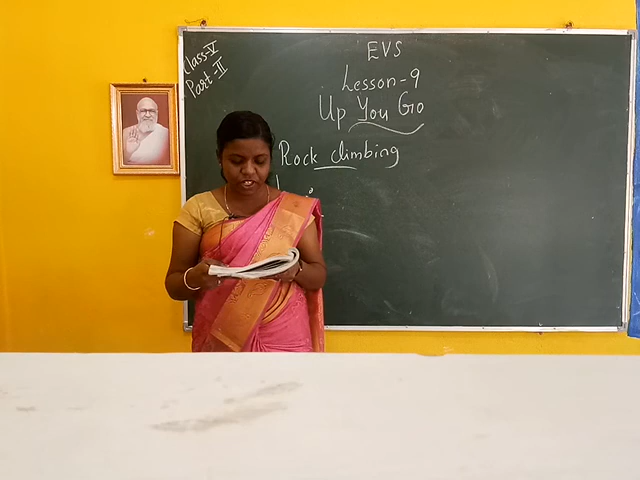 Class-V
Part-II
EVS
Lesson-9
Up You Go
Rock climbing